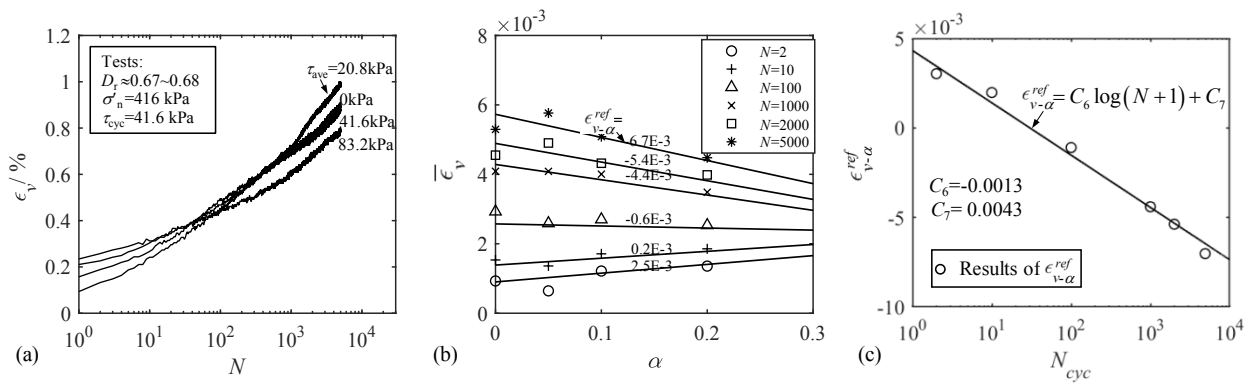 1.2
1
0.8
0.6
0.4
0.2
0
ϵ_v/ %
Tests:
D_r ≈0.67~0.68
σ'_n=416 kPa
τ_cyc=41.6 kPa
τ_ave=20.8kPa
0kPa
41.6kPa
83.2kPa
10^0 10^1 10^2 10^3 10^4
N
(a)
×10^-3
8
6
4
2
0
ϵ̅_v
N=2
N=10
N=100
N=1000
N=2000
N=5000
ϵ^ref_v-α=
-6.7E-3
-5.4E-3
-4.4E-3
-0.6E-3
0.2E-3
2.5E-3
0 0.1 0.2 0.3
α
(b)
×10^-3
5
0
-5
-10
ϵ^ref_v-α
ϵ^ref_v-α= C_6 log(N+1)+C_7
C_6=-0.0013
C_7= 0.0043
Results of ϵ^ref_v-α
10^0 10^1 10^2 10^3 10^4
N_cyc
(c)